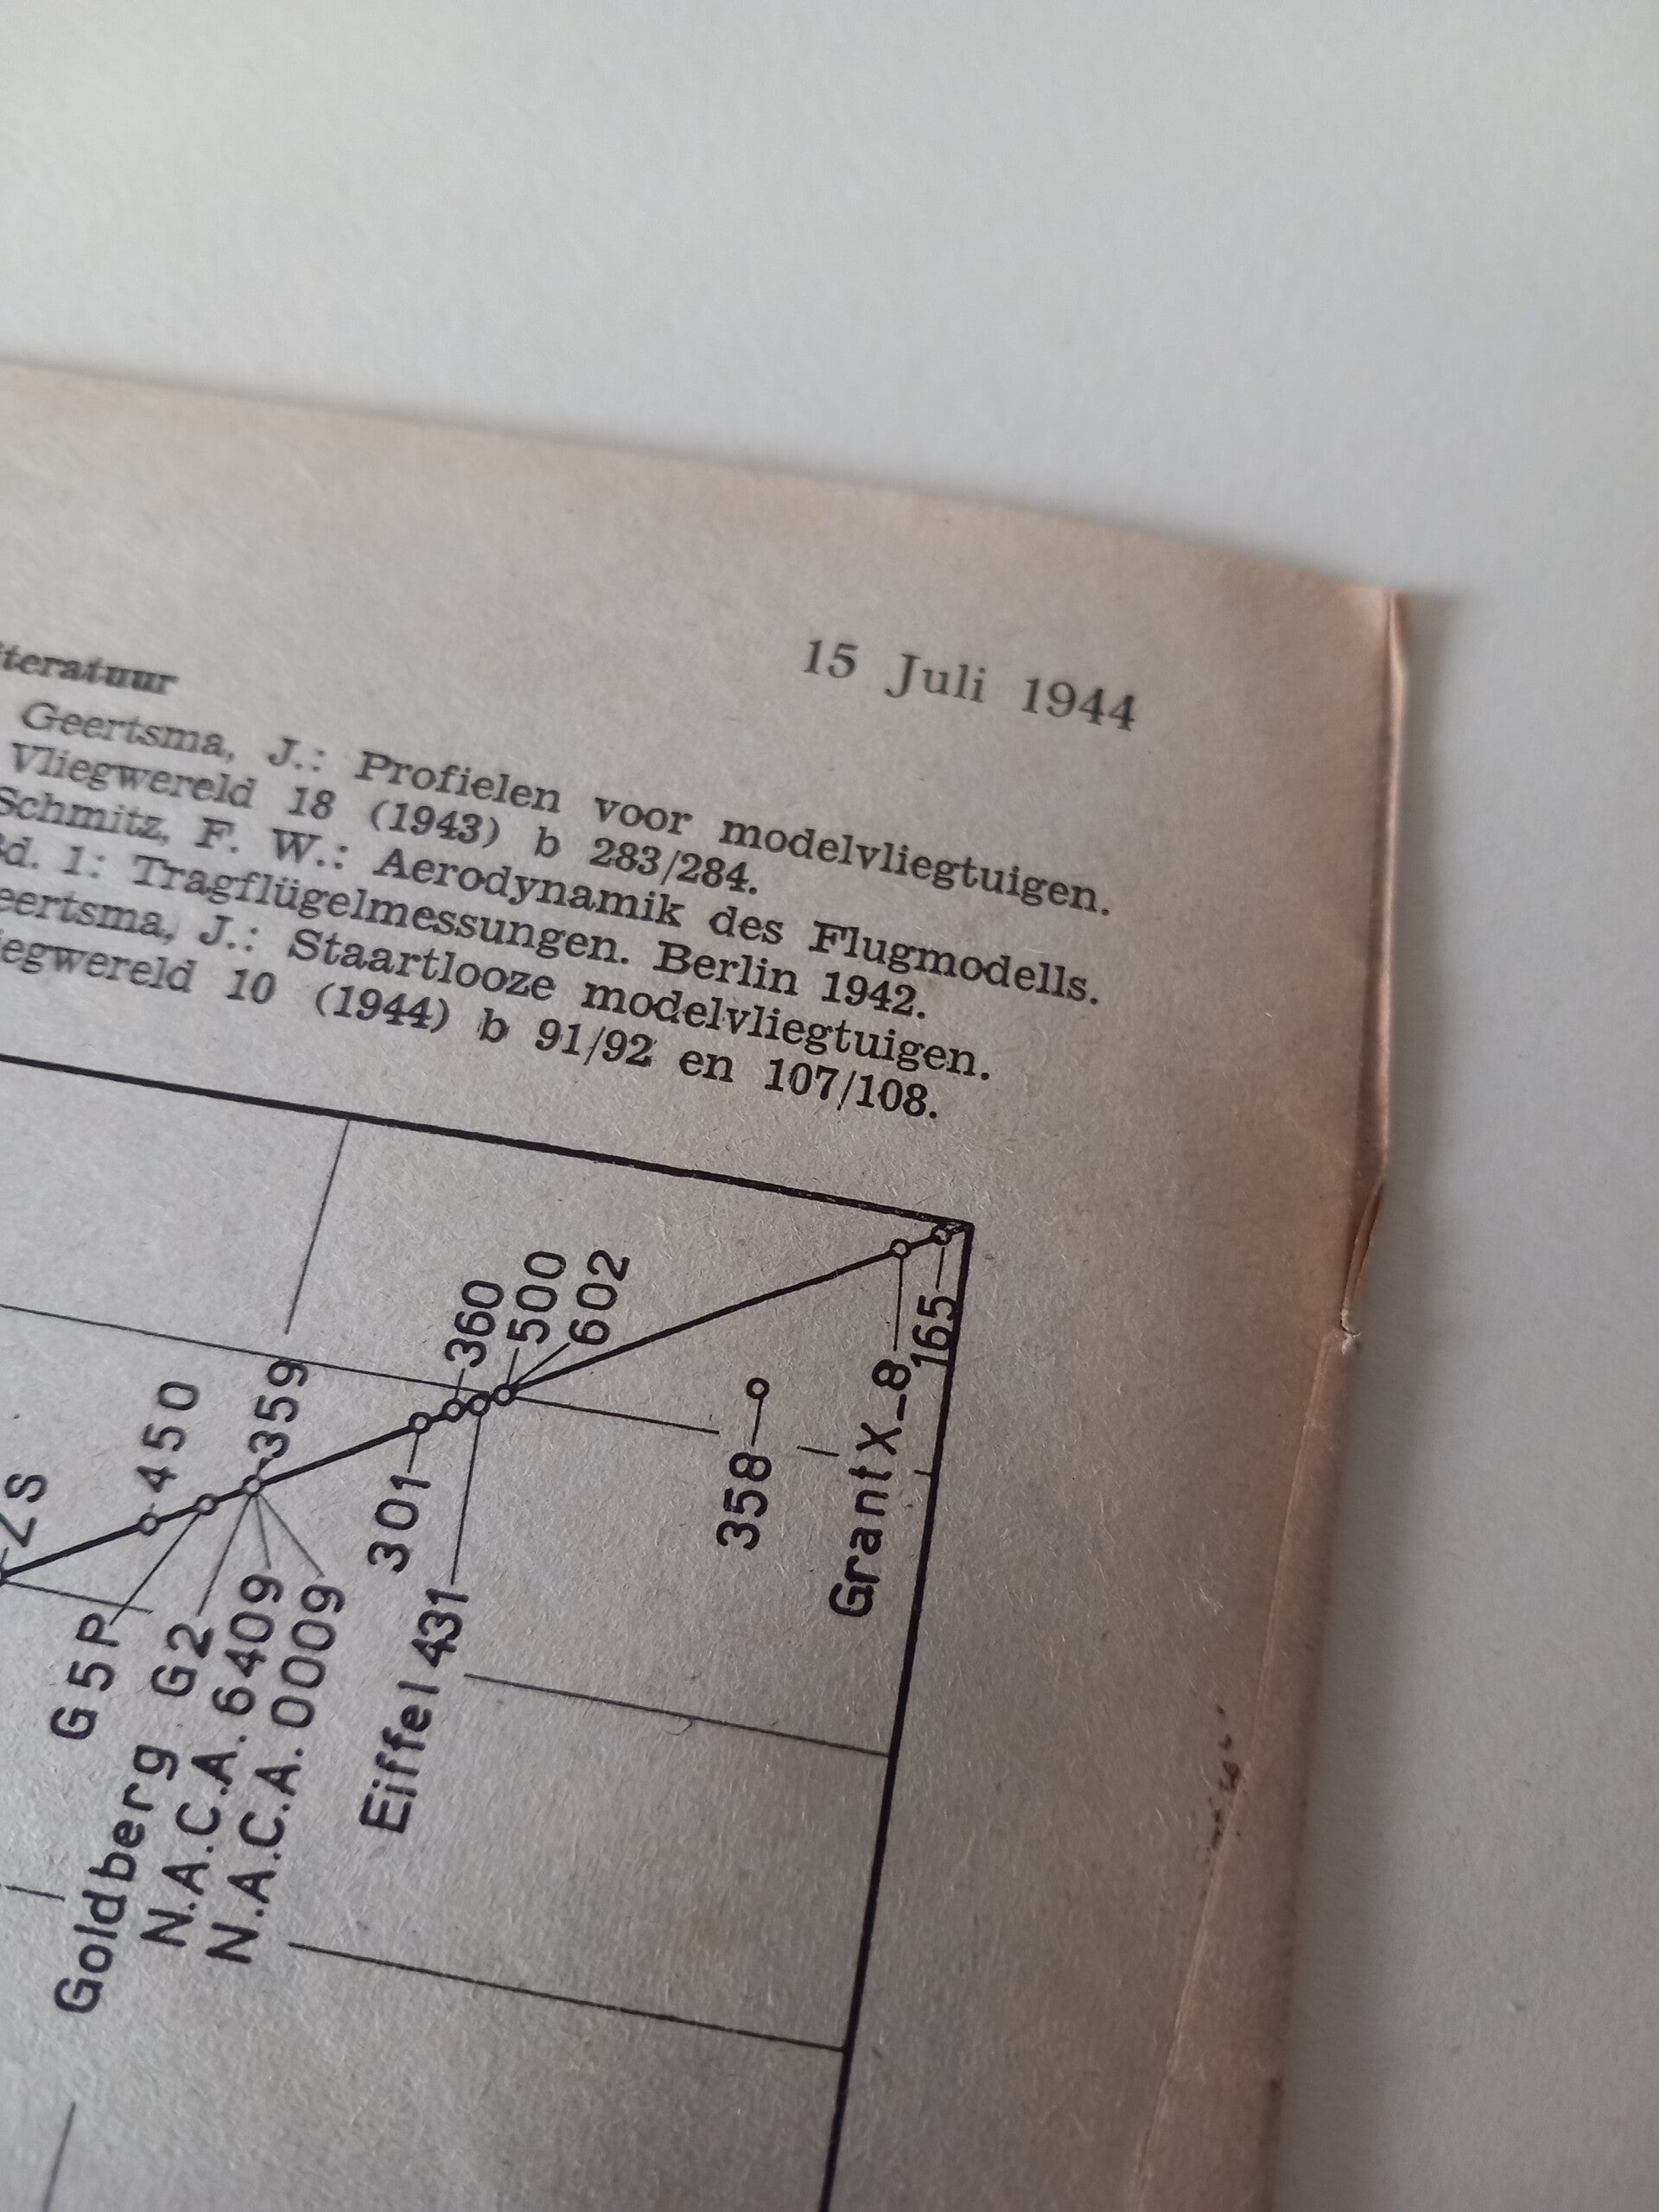 15 Juli 1944
Geertsma, J.: Profielen voor modelvliegtuigen.
Vliegwereld 18 (1943) b 283/284.
Schmitz, F. W.: Aerodynamik des Flugmodells.
1: Tragflügelmessungen. Berlin 1942.
J.: Staartlooze modelvliegtuigen.
10 (1944) b 91/92 en 107/108.
450
359
360
500
602
G5P
Goldberg G2
N.A.C.A. 6409
N.A.C.A. 0009
301
Eiffel 431
358
Grant X_8
165